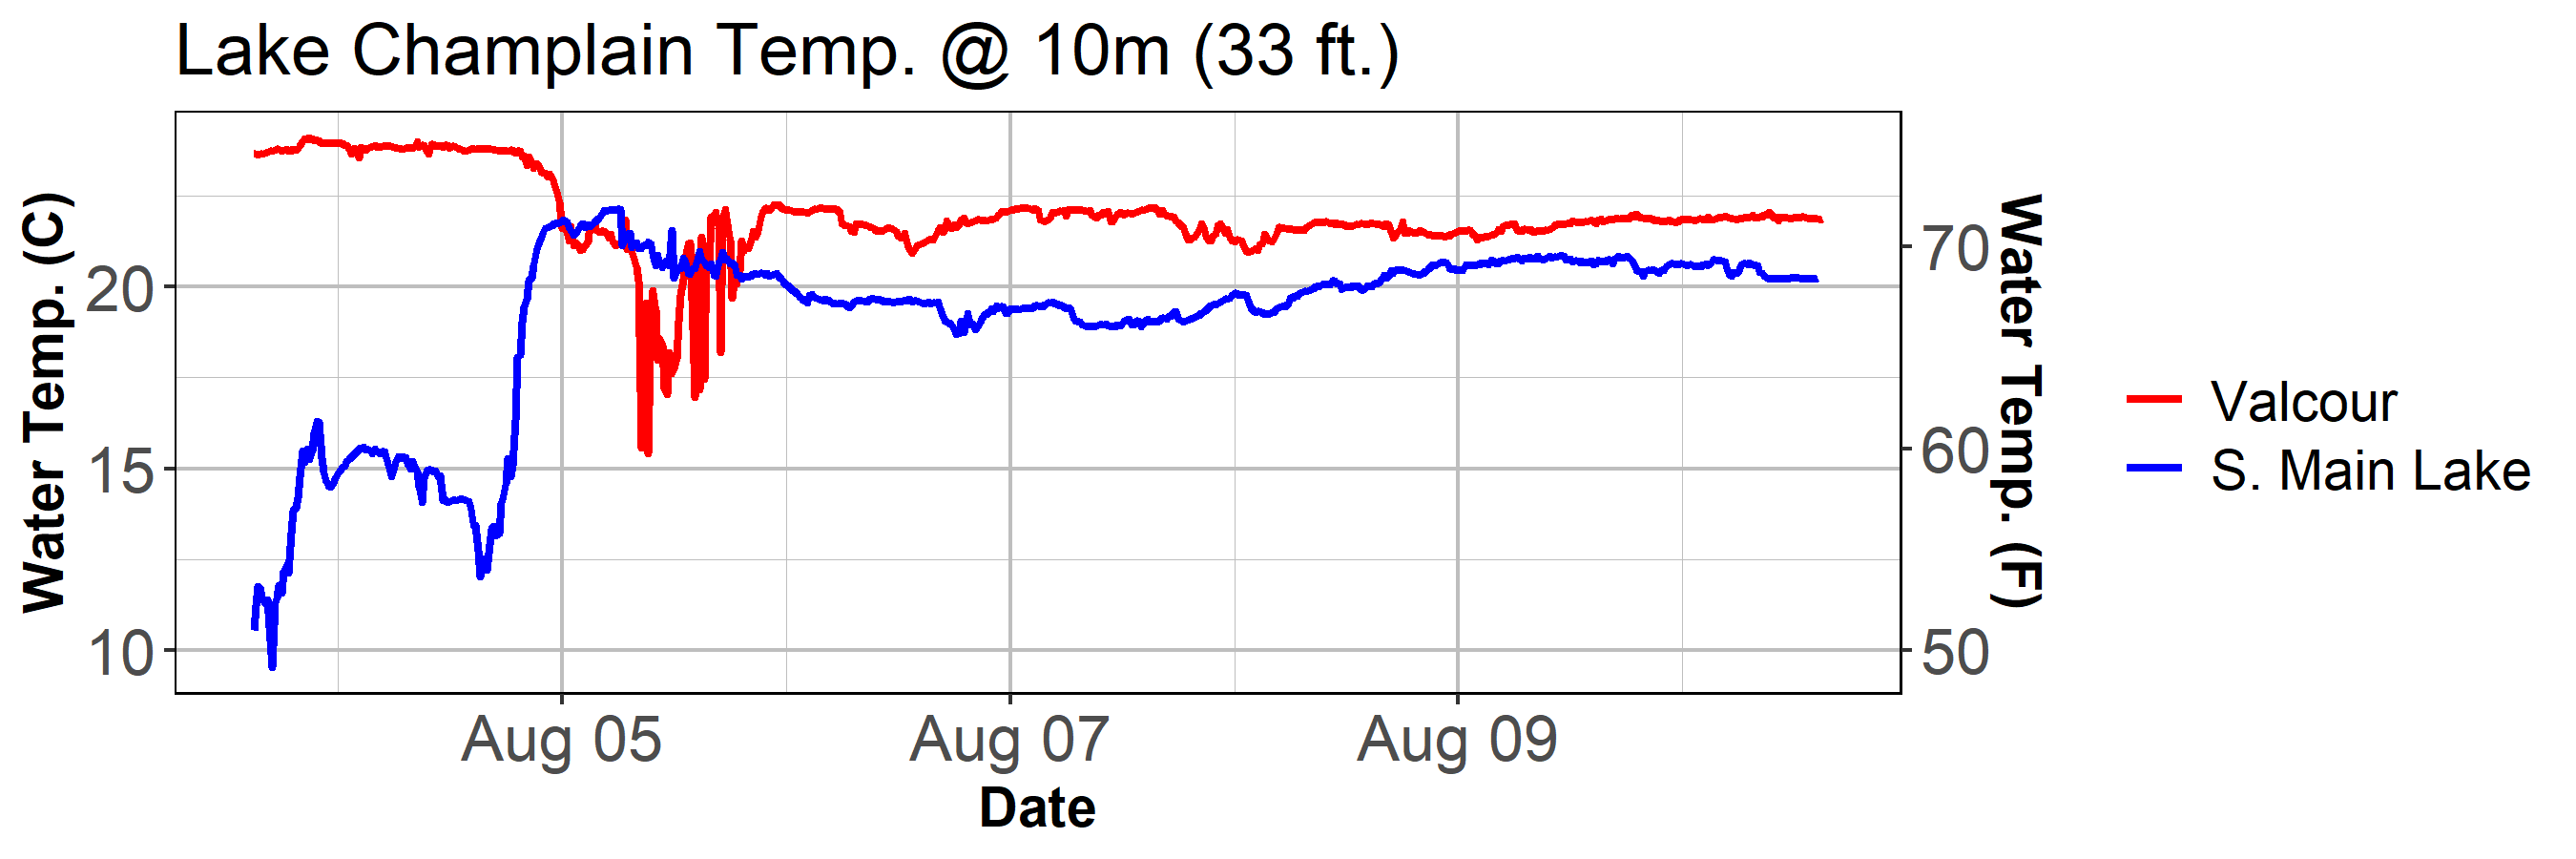 Lake Champlain Temp. @ 10m (33 ft.)
Water Temp. (C)
20
15
10
70
60
50
Water Temp. (F)
Aug 05
Aug 07
Aug 09
Date
Valcour
S. Main Lake